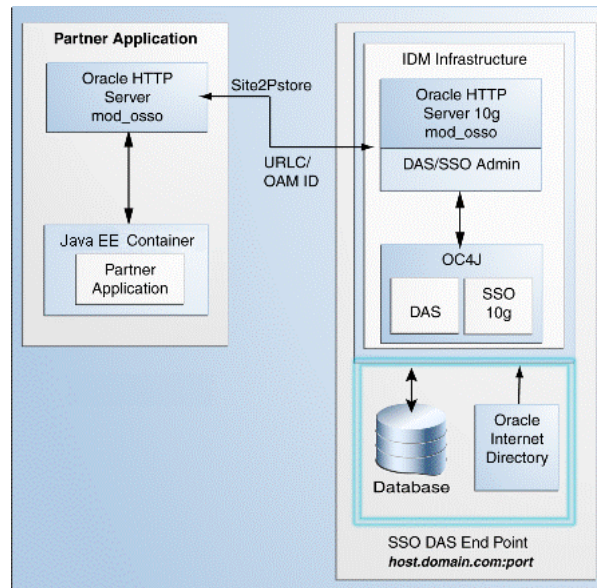 Partner Application
Oracle HTTP
Server
mod_osso
Java EE Container
Partner
Application
Site2Pstore
URLC/
OAM ID
IDM Infrastructure
Oracle HTTP
Server 10g
mod_osso
DAS/SSO Admin
OC4J
DAS
SSO
10g
Database
Oracle
Internet
Directory
SSO DAS End Point
host.domain.com:port